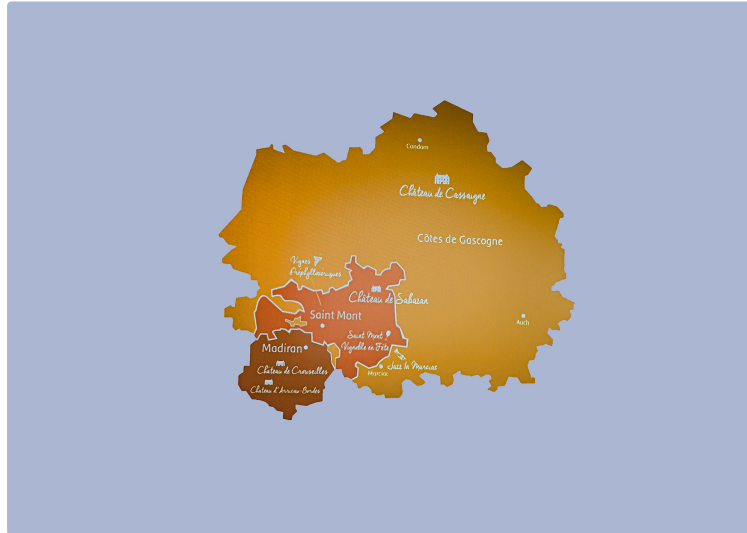 Condom
Château de Cassaigne
Côtes de Gascogne
Vignes
Préphylloxériques
Château de Sabazan
Saint Mont
Auch
Saint Mont
Vignoble en Fête
Madiran
Jazz In Marciac
Marciac
Château de Crouseilles
Château d'Arricau-Bordes